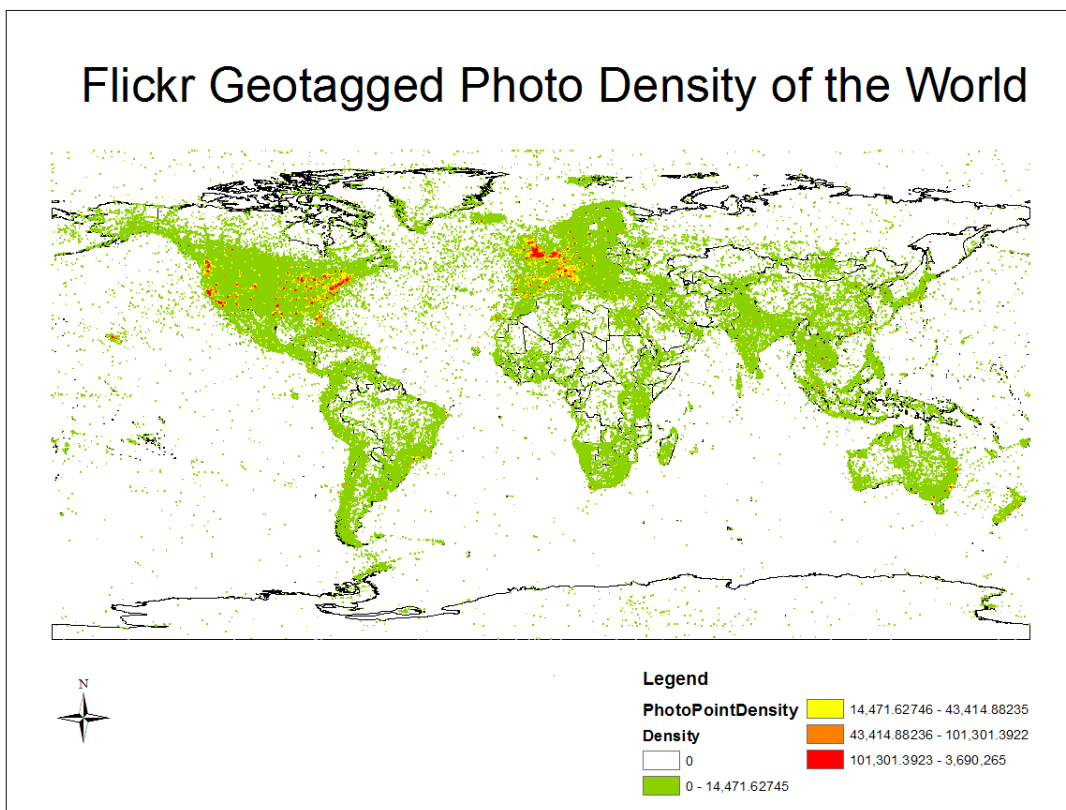 Flickr Geotagged Photo Density of the World
N
Legend
PhotoPointDensity
Density
0
0 - 14,471.62745
14,471.62746 - 43,414.88235
43,414.88236 - 101,301.3922
101,301.3923 - 3,690,265